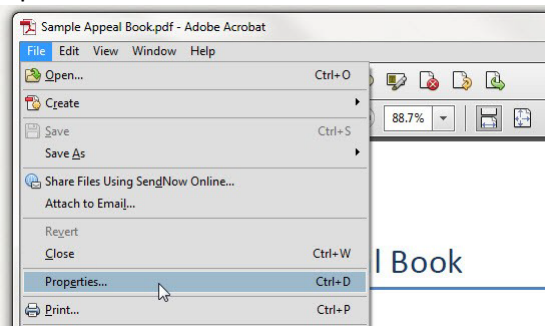 Sample Appeal Book.pdf - Adobe Acrobat
File Edit View Window Help
Open... Ctrl+O
Create
88.7%
Save Ctrl+S
Save As
Share Files Using SendNow Online...
Attach to Email...
Revert
Close Ctrl+W
l Book
Properties... Ctrl+D
Print... Ctrl+P